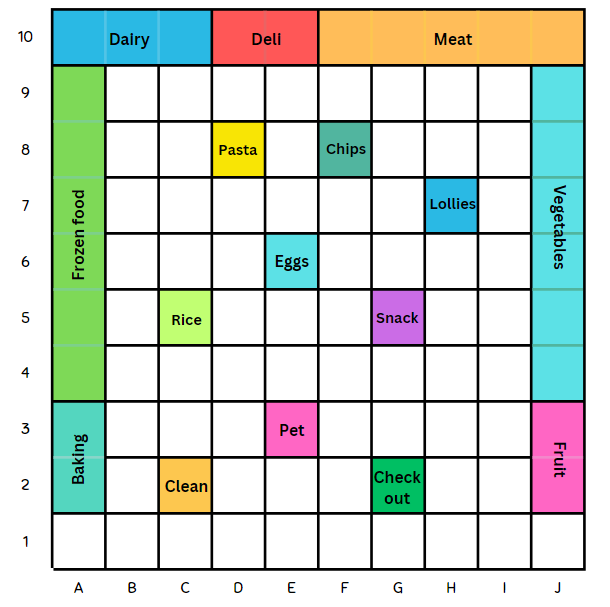 10 Dairy Deli Meat
9
8 Pasta Chips
7 Lollies
Frozen food
Vegetables
6 Eggs
5 Rice Snack
4
3 Pet
Baking
Fruit
2 Clean Check
out
1
A B C D E F G H I J